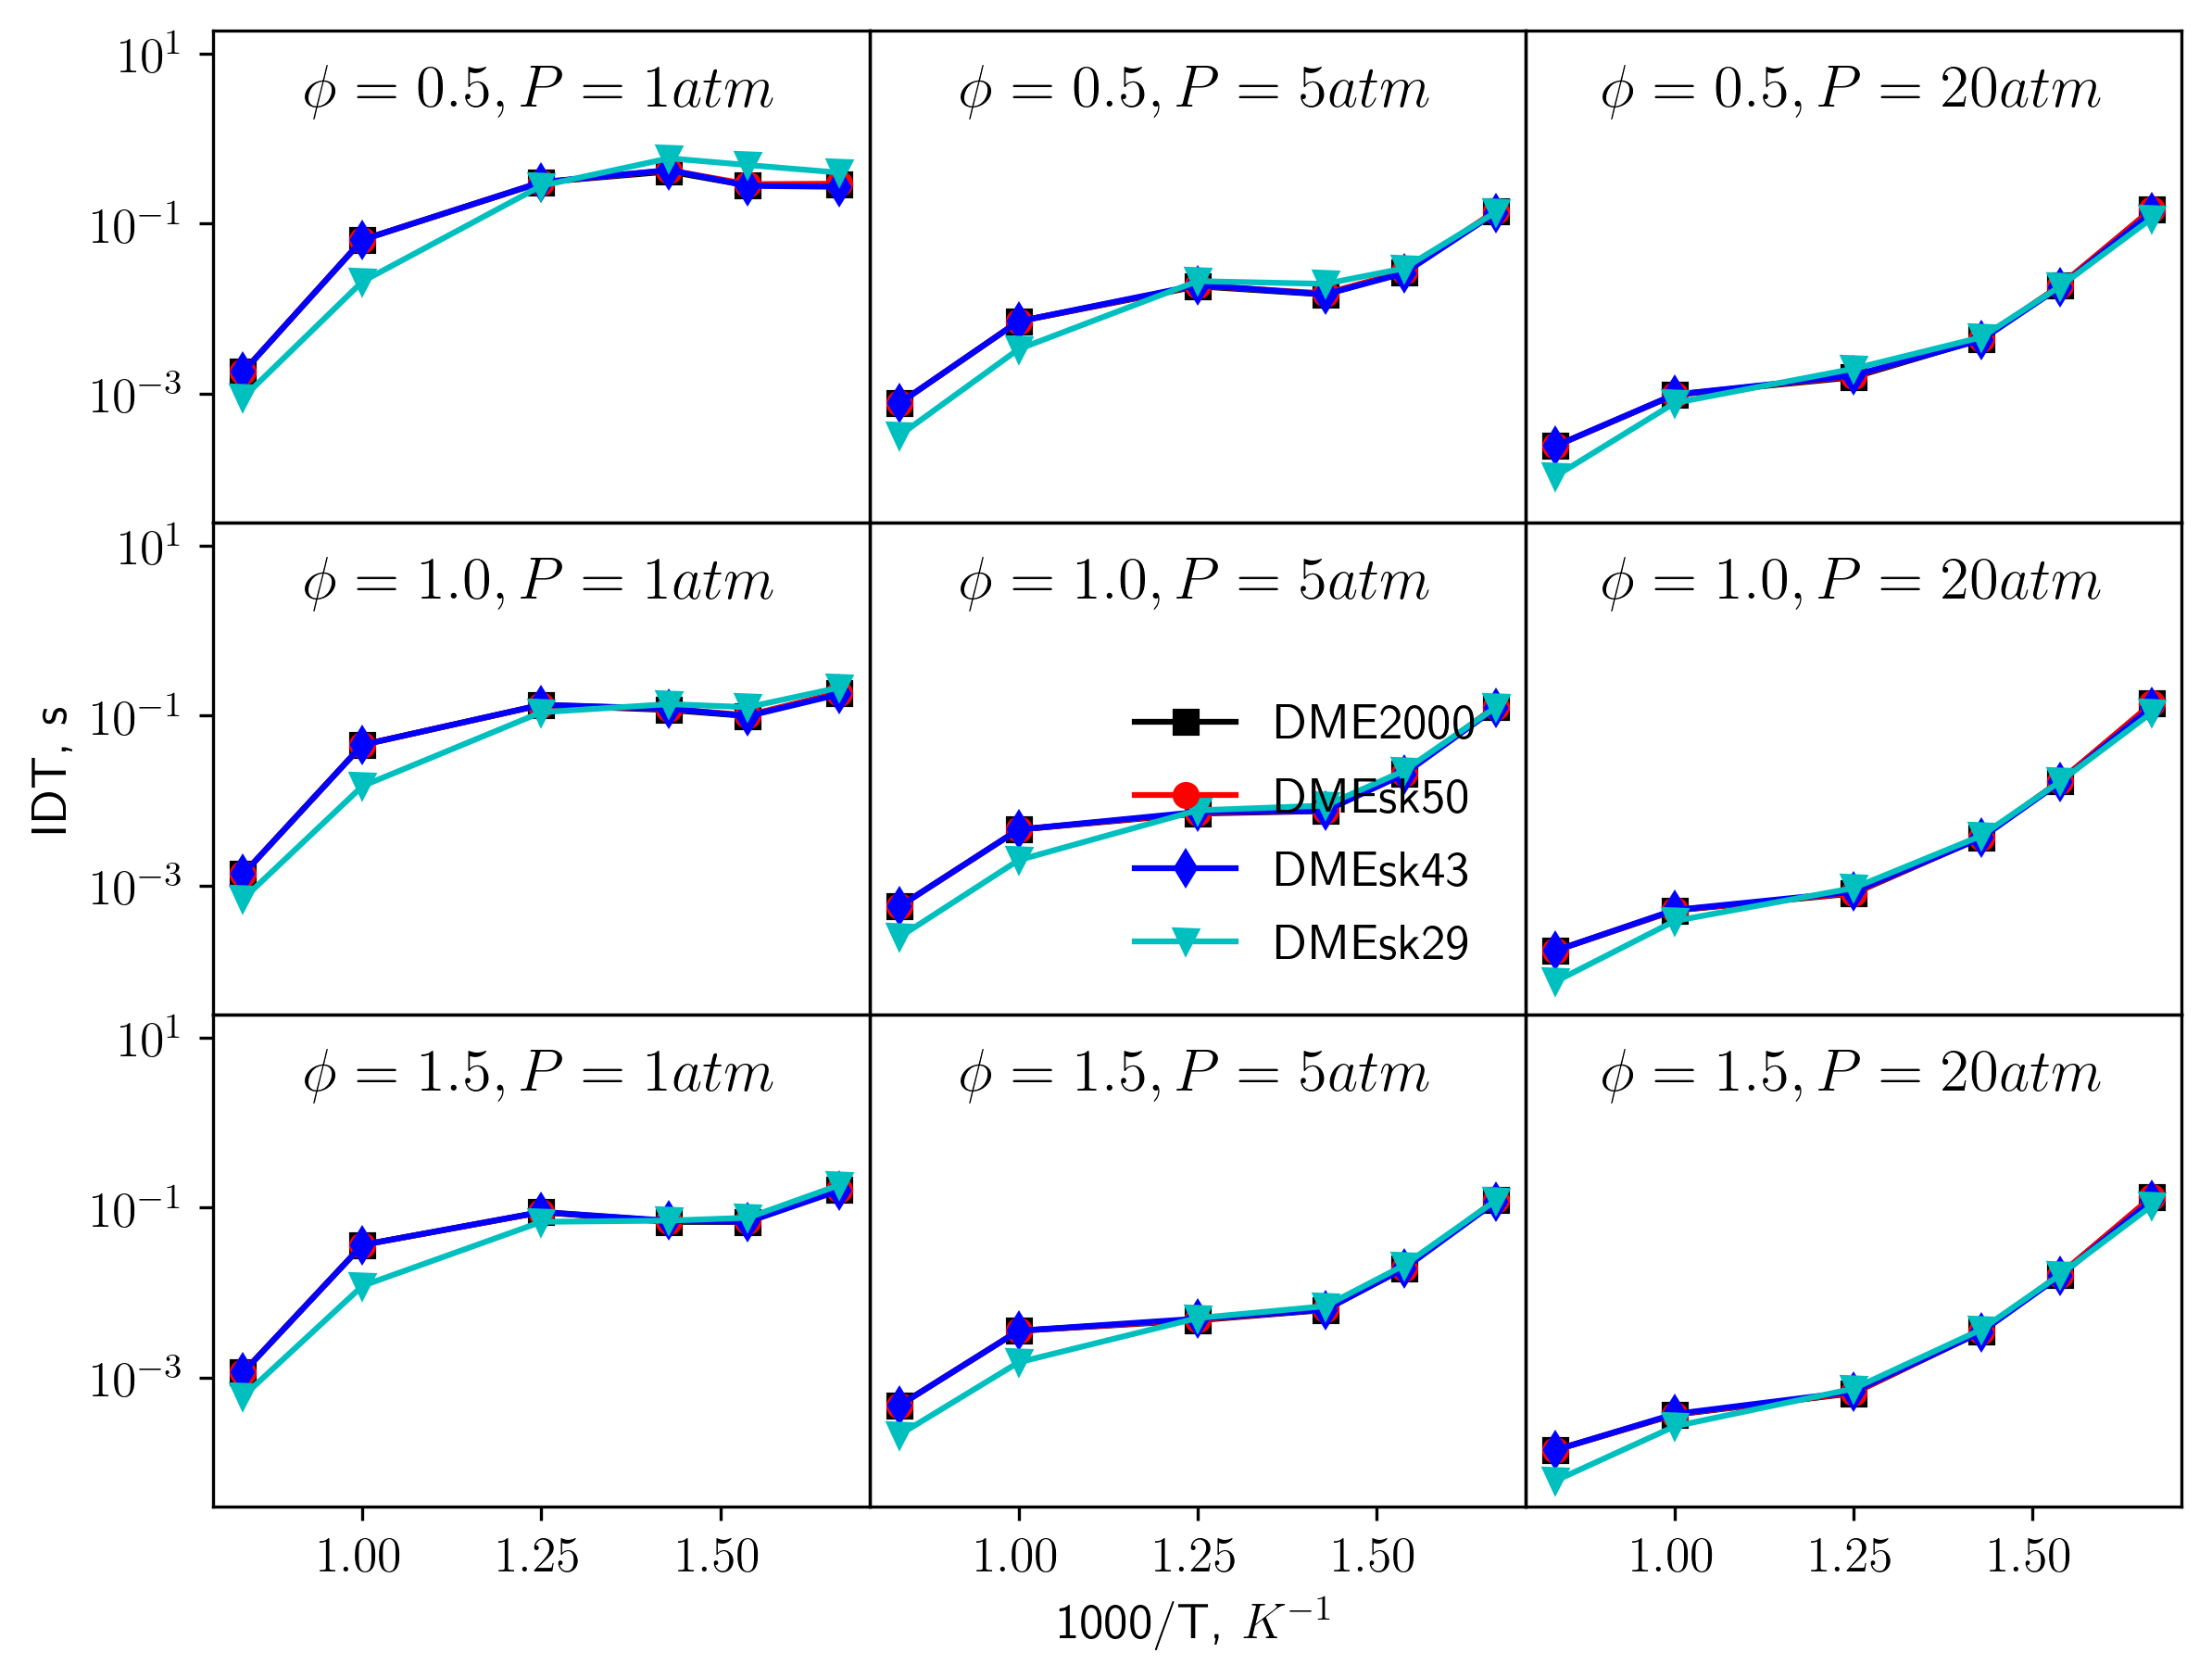 10^1
10^{-1}
10^{-3}
ϕ = 0.5, P = 1atm
ϕ = 0.5, P = 5atm
ϕ = 0.5, P = 20atm
10^1
10^{-1}
10^{-3}
ϕ = 1.0, P = 1atm
ϕ = 1.0, P = 5atm
ϕ = 1.0, P = 20atm
IDT, s
DME2000
DMEsk50
DMEsk43
DMEsk29
10^1
10^{-1}
10^{-3}
ϕ = 1.5, P = 1atm
ϕ = 1.5, P = 5atm
ϕ = 1.5, P = 20atm
1.00 1.25 1.50 1.00 1.25 1.50 1.00 1.25 1.50
1000/T, K^{-1}